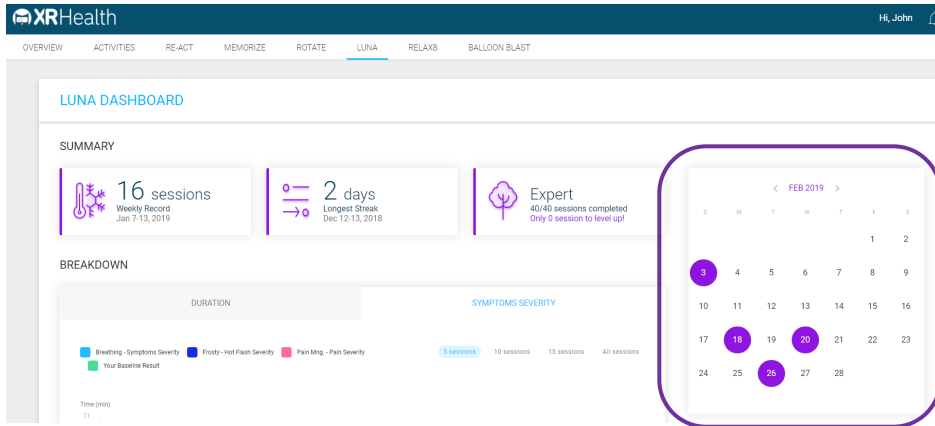 XRHealth
Hi, John
OVERVIEW ACTIVITIES RE-ACT MEMORIZE ROTATE LUNA RELAX8 BALLOON BLAST
LUNA DASHBOARD
SUMMARY
16 sessions
Weekly Record
Jan 7-13, 2019
2 days
Longest Streak
Dec 12-13, 2018
Expert
40/40 sessions completed
Only 0 session to level up!
BREAKDOWN
DURATION SYMPTOMS SEVERITY
Breathing - Symptoms Severity Frosty - Hot Flash Severity Pain Mng. - Pain Severity
Your Baseline Result
5 sessions 10 sessions 15 sessions All sessions
Time (min)
11
< FEB 2019 >
S M T W T F S
1 2
3 4 5 6 7 8 9
10 11 12 13 14 15 16
17 18 19 20 21 22 23
24 25 26 27 28